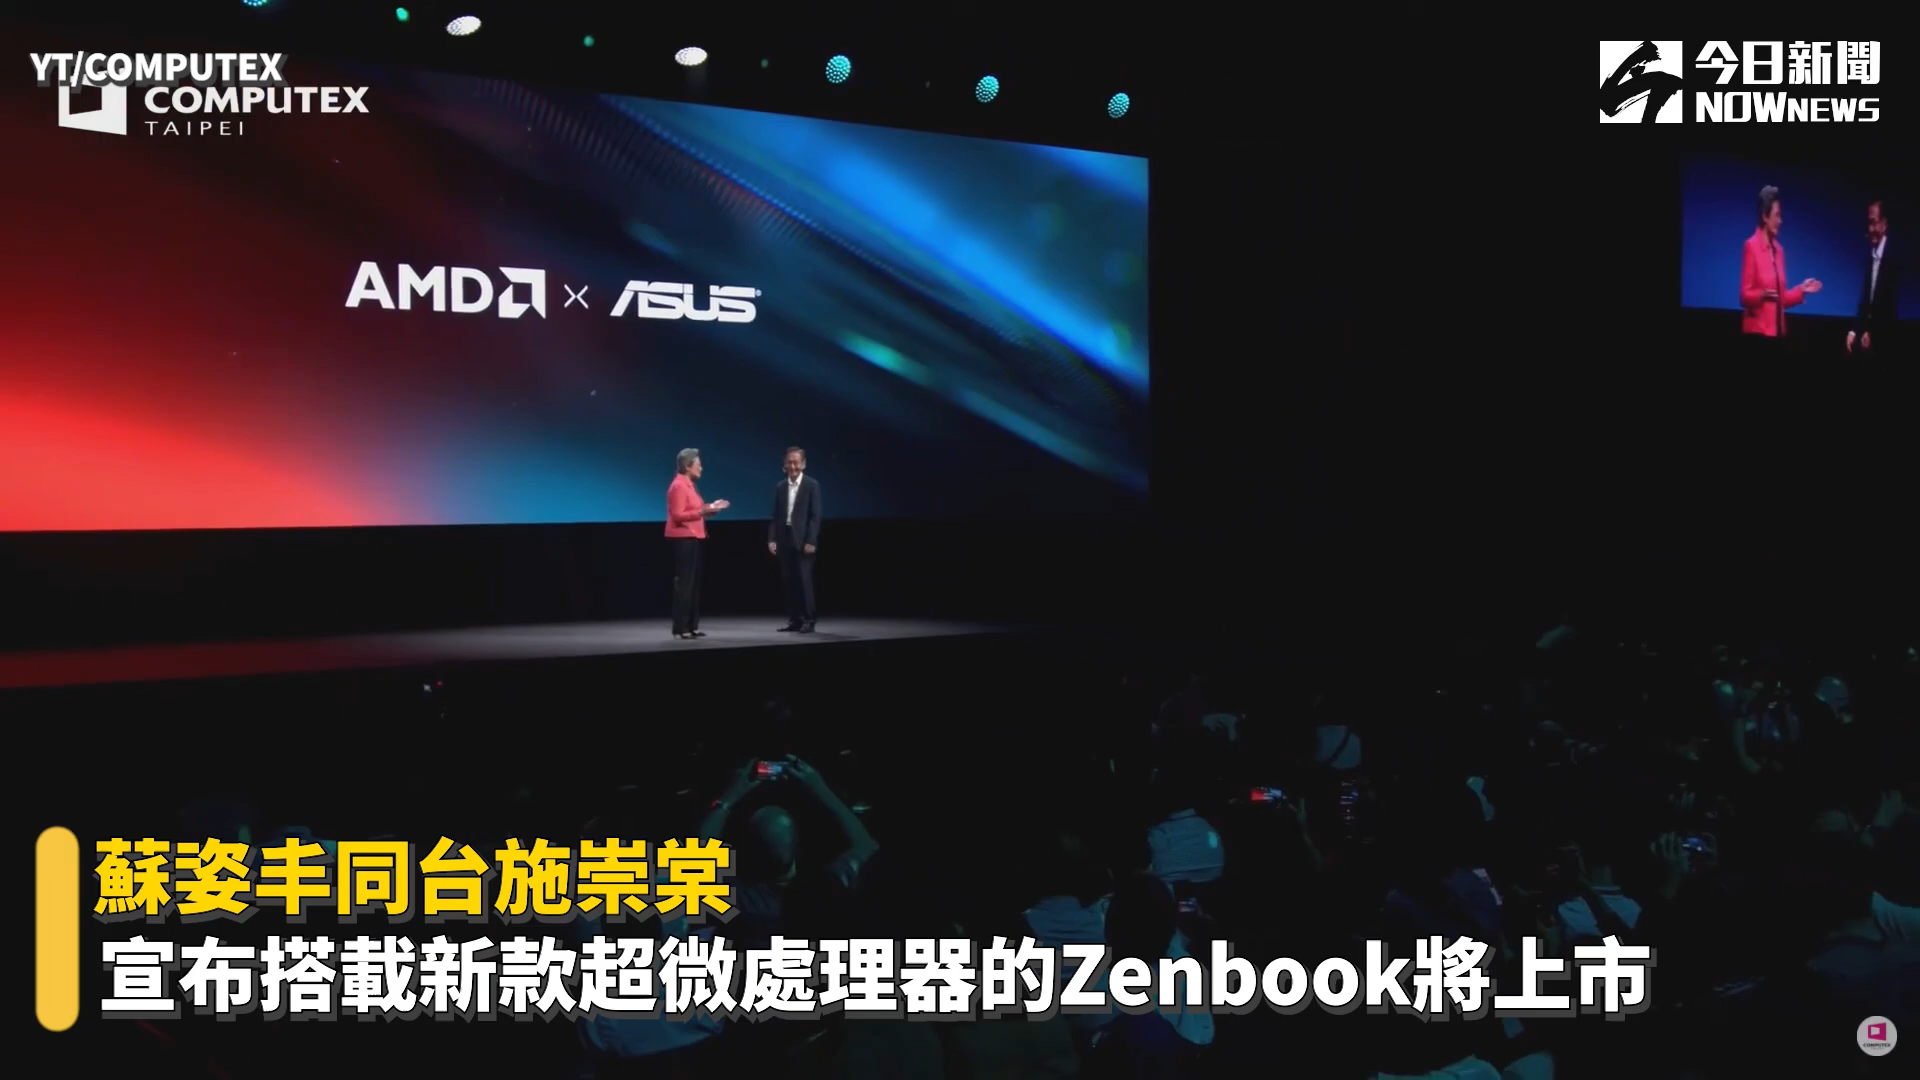 YT/COMPUTEX
COMPUTEX
TAIPEI
今日新聞
NOWNEWS
AMD × ASUS
蘇姿丰同台施崇棠
宣布搭載新款超微處理器的Zenbook將上市
COMPUTEX